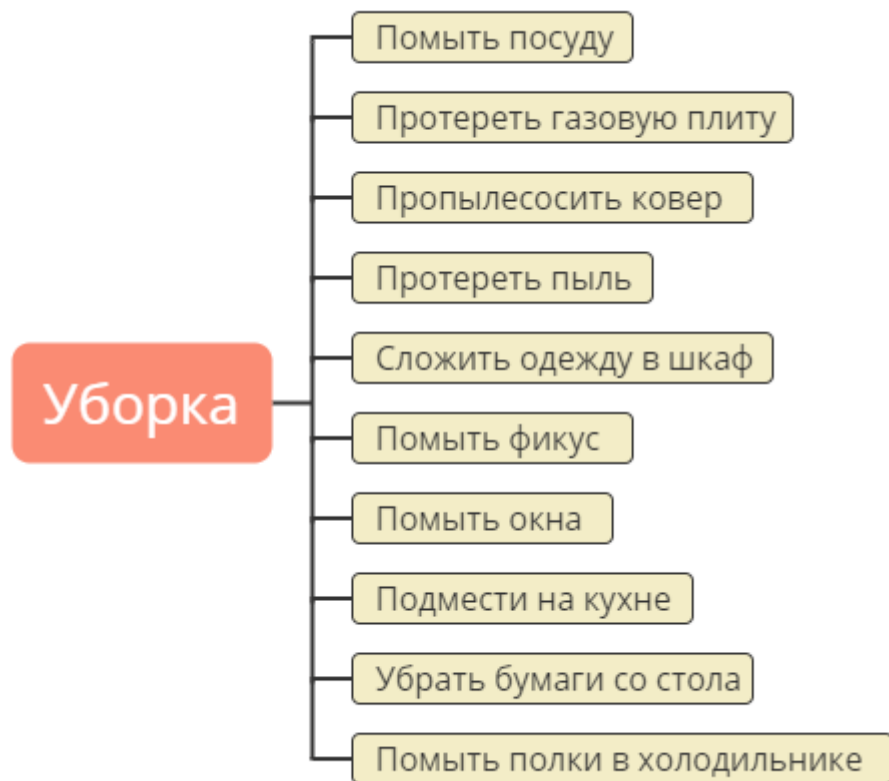 Помыть посуду
Протереть газовую плиту
Пропылесосить ковер
Протереть пыль
Сложить одежду в шкаф
Уборка
Помыть фикус
Помыть окна
Подмести на кухне
Убрать бумаги со стола
Помыть полки в холодильнике